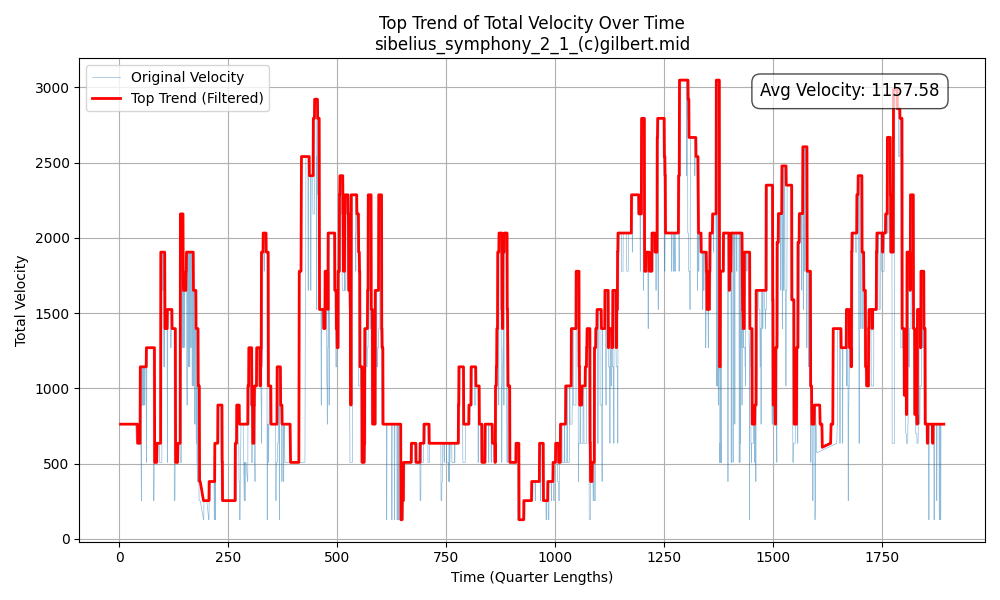 Top Trend of Total Velocity Over Time
sibelius_symphony_2_1_(c)gilbert.mid
Original Velocity
Top Trend (Filtered)
Avg Velocity: 1157.58
Total Velocity
3000
2500
2000
1500
1000
500
0
0 250 500 750 1000 1250 1500 1750
Time (Quarter Lengths)